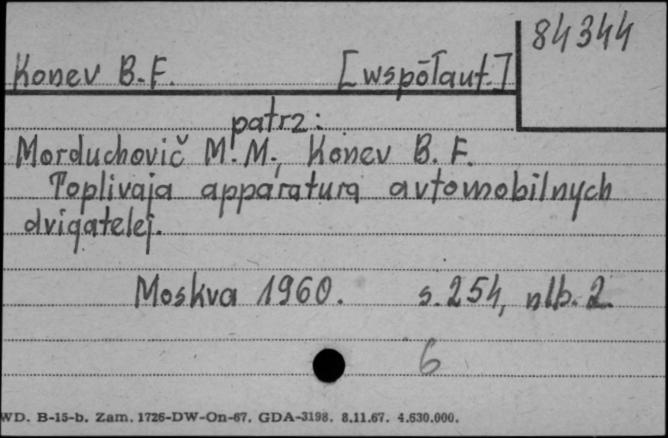 84344
Konev B.F. [współaut.]
patrz:
Morduchovič M.M., Konev B.F.
Toplivaja apparatura avtomobilnych
dvigatelej.
Moskva 1960. s. 254, nlb. 2.
6
WD. B-15-b. Zam. 1726-DW-On-67. GDA-3198. 8.11.67. 4.630.000.